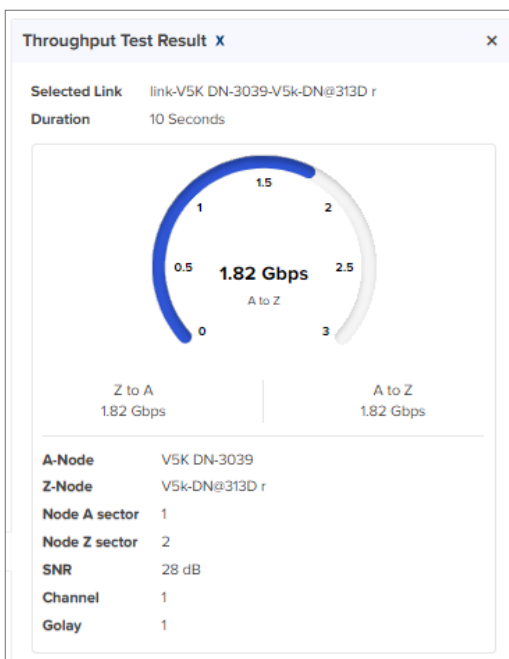 Throughput Test Result X ×
Selected Link link-V5K DN-3039-V5k-DN@313D r
Duration 10 Seconds
1.5
1 2
0.5 1.82 Gbps 2.5
A to Z
0 3
Z to A A to Z
1.82 Gbps 1.82 Gbps
A-Node V5K DN-3039
Z-Node V5k-DN@313D r
Node A sector 1
Node Z sector 2
SNR 28 dB
Channel 1
Golay 1